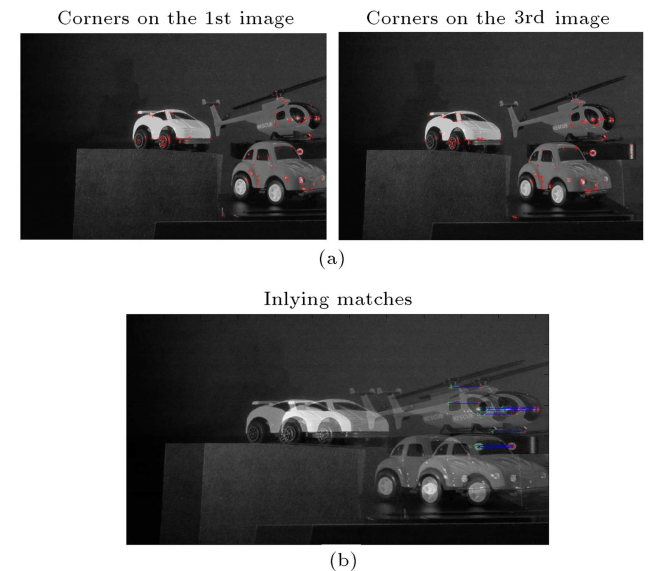 Corners on the 1st image
Corners on the 3rd image
(a)
Inlying matches
(b)